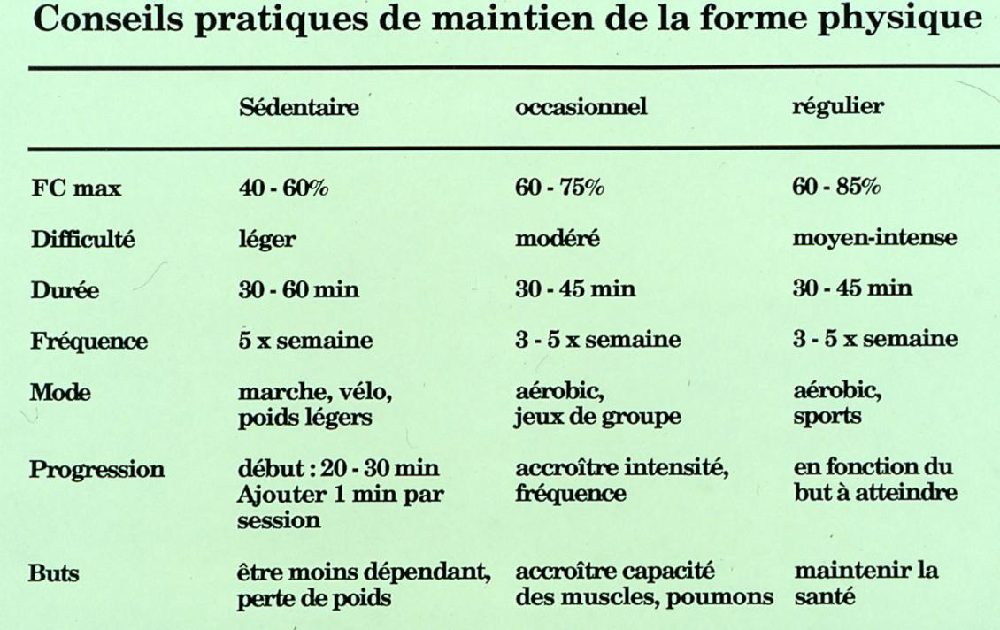 Conseils pratiques de maintien de la forme physique
Sédentaire occasionnel régulier
FC max 40 - 60% 60 - 75% 60 - 85%
Difficulté léger modéré moyen-intense
Durée 30 - 60 min 30 - 45 min 30 - 45 min
Fréquence 5 x semaine 3 - 5 x semaine 3 - 5 x semaine
Mode marche, vélo, aérobic, aérobic,
poids légers jeux de groupe sports
Progression début : 20 - 30 min accroître intensité, en fonction du
Ajouter 1 min par fréquence but à atteindre
session
Buts être moins dépendant, accroître capacité maintenir la
perte de poids des muscles, poumons santé